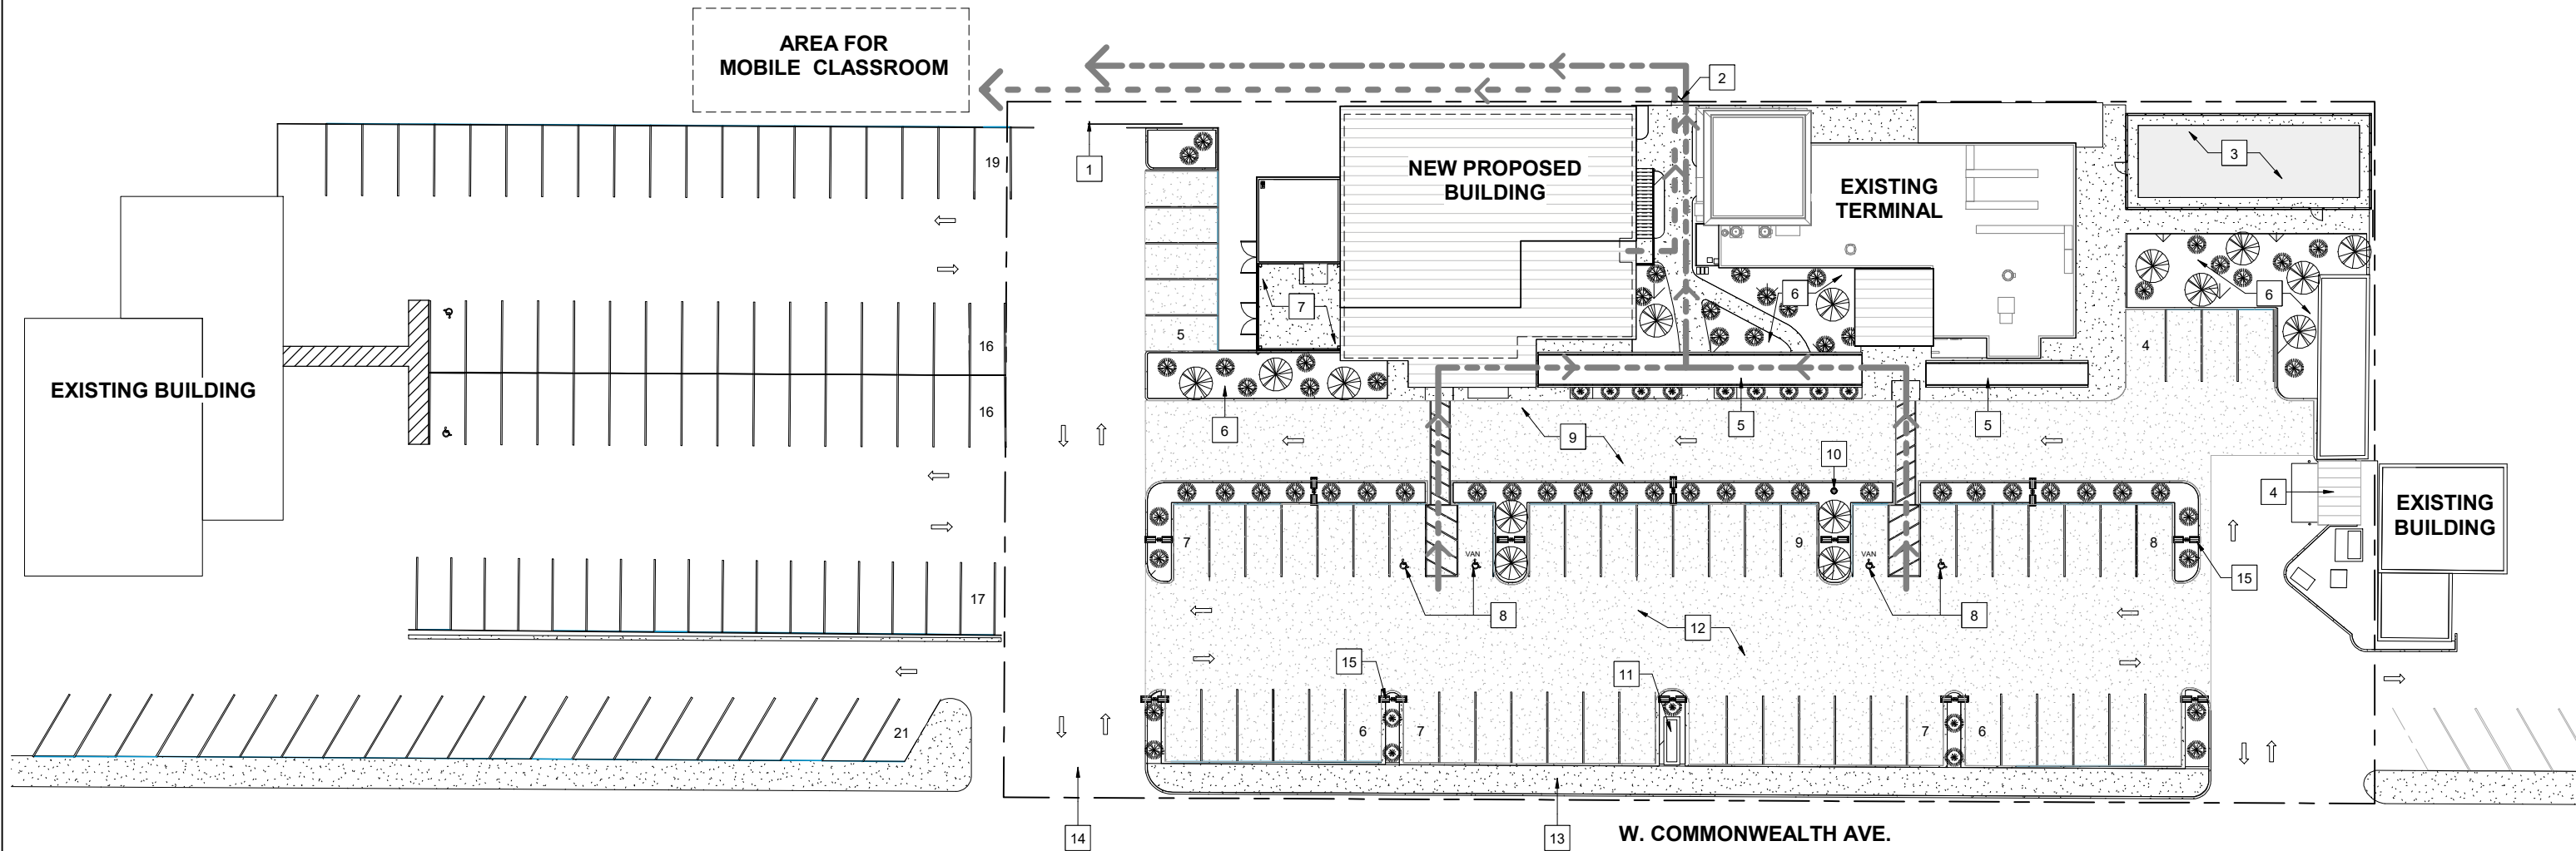 AREA FOR
MOBILE CLASSROOM
2
19
1
NEW PROPOSED
BUILDING
EXISTING
TERMINAL
3
7
6
6
5
16
4
EXISTING BUILDING
16
6
5
5
9
10
4
EXISTING
BUILDING
7
9
8
VAN
VAN
15
17
8
8
12
15
11
21
6
7
7
6
14
13
W. COMMONWEALTH AVE.